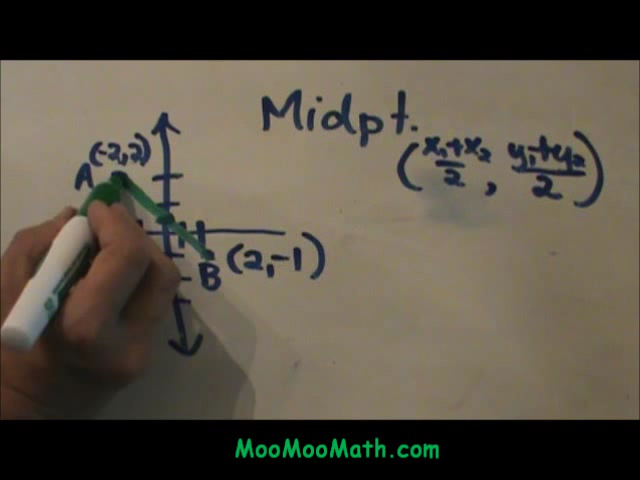 Midpt.
(-2,2)
(x₁+x₂/2, y₁+y₂/2)
A
B (2,-1)
MooMooMath.com